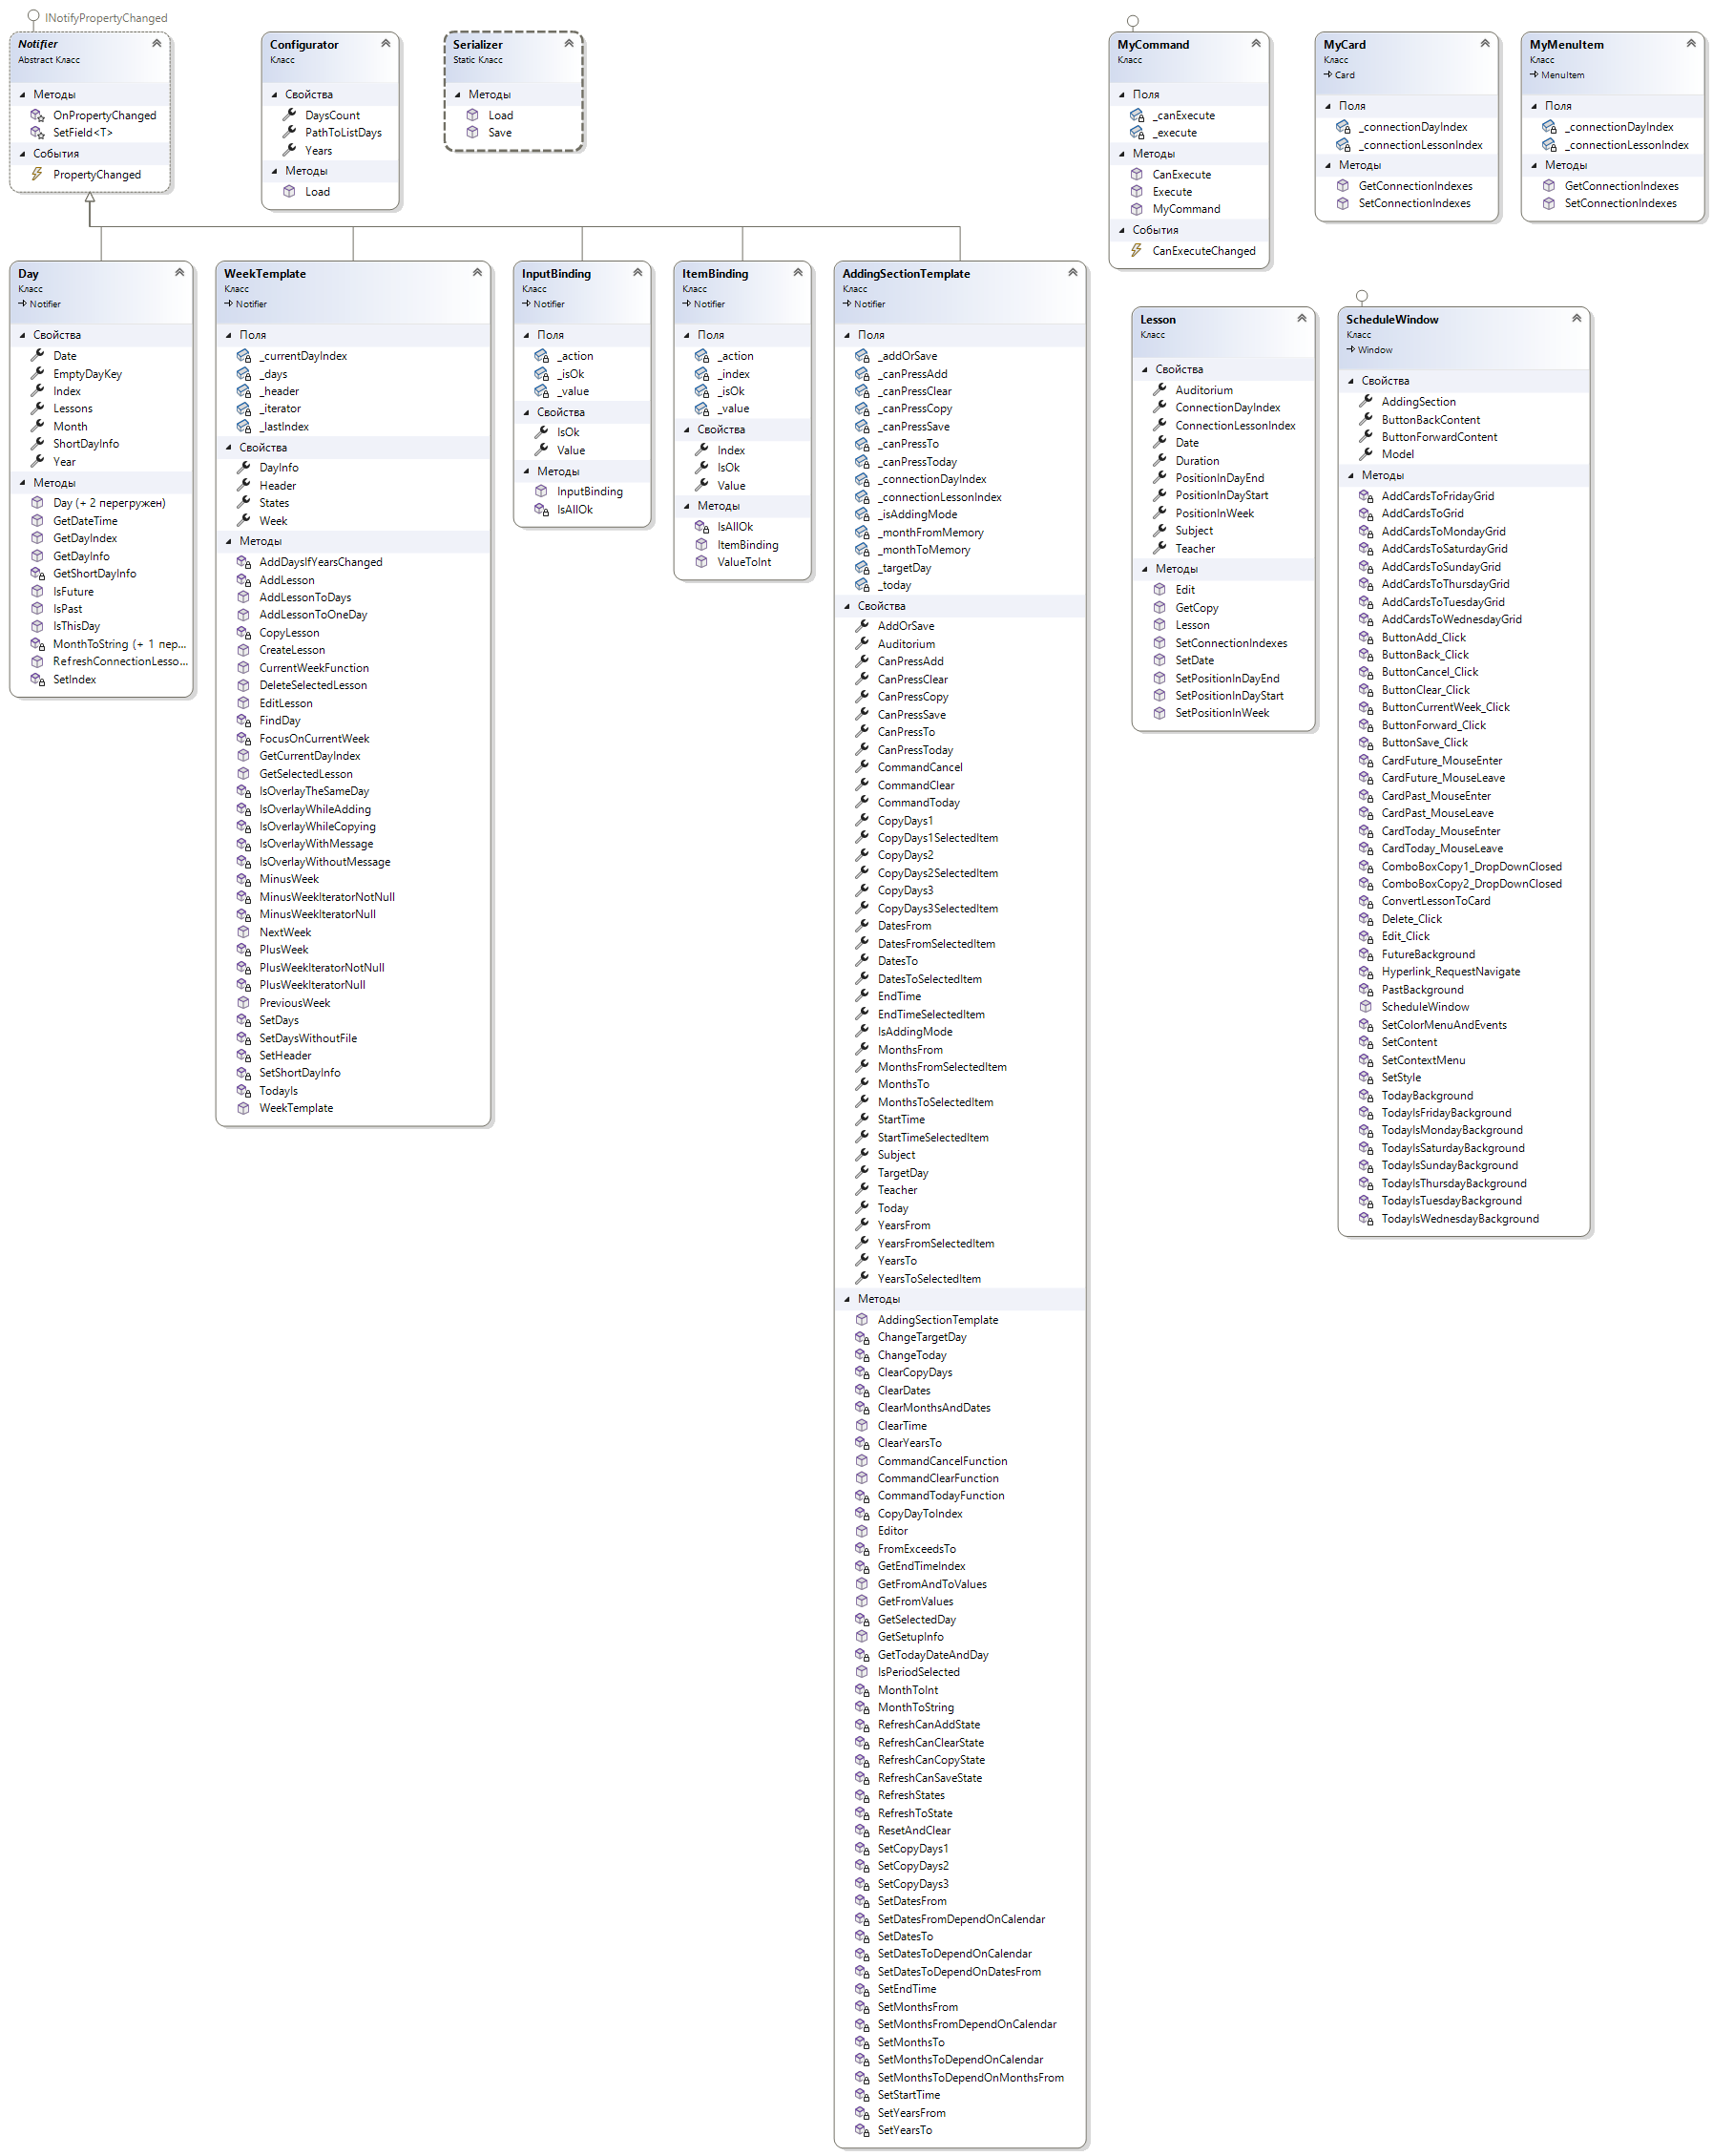 INotifyPropertyChanged
Notifier
Abstract Класс
Методы
OnPropertyChanged
SetField<T>
События
PropertyChanged
Configurator
Класс
Свойства
DaysCount
PathToListDays
Years
Методы
Load
Serializer
Static Класс
Методы
Load
Save
MyCommand
Класс
Поля
_canExecute
_execute
Методы
CanExecute
Execute
MyCommand
События
CanExecuteChanged
MyCard
Класс
Card
Поля
_connectionDayIndex
_connectionLessonIndex
Методы
GetConnectionIndexes
SetConnectionIndexes
MyMenuItem
Класс
MenuItem
Поля
_connectionDayIndex
_connectionLessonIndex
Методы
GetConnectionIndexes
SetConnectionIndexes
Day
Класс
Notifier
Свойства
Date
EmptyDayKey
Index
Lessons
Month
ShortDayInfo
Year
Методы
Day (+ 2 перегружен)
GetDateTime
GetDayIndex
GetDayInfo
GetShortDayInfo
IsFuture
IsPast
IsThisDay
MonthToString (+ 1 пер...
RefreshConnectionLesso...
SetIndex
WeekTemplate
Класс
Notifier
Поля
_currentDayIndex
_days
_header
_iterator
_lastIndex
Свойства
DayInfo
Header
States
Week
Методы
AddDaysIfYearsChanged
AddLesson
AddLessonToDays
AddLessonToOneDay
CopyLesson
CreateLesson
CurrentWeekFunction
DeleteSelectedLesson
EditLesson
FindDay
FocusOnCurrentWeek
GetCurrentDayIndex
GetSelectedLesson
IsOverlayTheSameDay
IsOverlayWhileAdding
IsOverlayWhileCopying
IsOverlayWithMessage
IsOverlayWithoutMessage
MinusWeek
MinusWeekIteratorNotNull
MinusWeekIteratorNull
NextWeek
PlusWeek
PlusWeekIteratorNotNull
PlusWeekIteratorNull
PreviousWeek
SetDays
SetDaysWithoutFile
SetHeader
SetShortDayInfo
TodayIs
WeekTemplate
InputBinding
Класс
Notifier
Поля
_action
_isOk
_value
Свойства
IsOk
Value
Методы
InputBinding
IsAllOk
ItemBinding
Класс
Notifier
Поля
_action
_index
_isOk
_value
Свойства
Index
IsOk
Value
Методы
IsAllOk
ItemBinding
ValueToInt
AddingSectionTemplate
Класс
Notifier
Поля
_addOrSave
_canPressAdd
_canPressClear
_canPressCopy
_canPressSave
_canPressTo
_canPressToday
_connectionDayIndex
_connectionLessonIndex
_isAddingMode
_monthFromMemory
_monthToMemory
_targetDay
_today
Свойства
AddOrSave
Auditorium
CanPressAdd
CanPressClear
CanPressCopy
CanPressSave
CanPressTo
CanPressToday
CommandCancel
CommandClear
CommandToday
CopyDays1
CopyDays1SelectedItem
CopyDays2
CopyDays2SelectedItem
CopyDays3
CopyDays3SelectedItem
DatesFrom
DatesFromSelectedItem
DatesTo
DatesToSelectedItem
EndTime
EndTimeSelectedItem
IsAddingMode
MonthsFrom
MonthsFromSelectedItem
MonthsTo
MonthsToSelectedItem
StartTime
StartTimeSelectedItem
Subject
TargetDay
Teacher
Today
YearsFrom
YearsFromSelectedItem
YearsTo
YearsToSelectedItem
Методы
AddingSectionTemplate
ChangeTargetDay
ChangeToday
ClearCopyDays
ClearDates
ClearMonthsAndDates
ClearTime
ClearYearsTo
CommandCancelFunction
CommandClearFunction
CommandTodayFunction
CopyDayToIndex
Editor
FromExceedsTo
GetEndTimeIndex
GetFromAndToValues
GetFromValues
GetSelectedDay
GetSetupInfo
GetTodayDateAndDay
IsPeriodSelected
MonthToInt
MonthToString
RefreshCanAddState
RefreshCanClearState
RefreshCanCopyState
RefreshCanSaveState
RefreshStates
RefreshToState
ResetAndClear
SetCopyDays1
SetCopyDays2
SetCopyDays3
SetDatesFrom
SetDatesFromDependOnCalendar
SetDatesTo
SetDatesToDependOnCalendar
SetDatesToDependOnDatesFrom
SetEndTime
SetMonthsFrom
SetMonthsFromDependOnCalendar
SetMonthsTo
SetMonthsToDependOnCalendar
SetMonthsToDependOnMonthsFrom
SetStartTime
SetYearsFrom
SetYearsTo
Lesson
Класс
Свойства
Auditorium
ConnectionDayIndex
ConnectionLessonIndex
Date
Duration
PositionInDayEnd
PositionInDayStart
PositionInWeek
Subject
Teacher
Методы
Edit
GetCopy
Lesson
SetConnectionIndexes
SetDate
SetPositionInDayEnd
SetPositionInDayStart
SetPositionInWeek
ScheduleWindow
Класс
Window
Свойства
AddingSection
ButtonBackContent
ButtonForwardContent
Model
Методы
AddCardsToFridayGrid
AddCardsToGrid
AddCardsToMondayGrid
AddCardsToSaturdayGrid
AddCardsToSundayGrid
AddCardsToThursdayGrid
AddCardsToTuesdayGrid
AddCardsToWednesdayGrid
ButtonAdd_Click
ButtonBack_Click
ButtonCancel_Click
ButtonClear_Click
ButtonCurrentWeek_Click
ButtonForward_Click
ButtonSave_Click
CardFuture_MouseEnter
CardFuture_MouseLeave
CardPast_MouseEnter
CardPast_MouseLeave
CardToday_MouseEnter
CardToday_MouseLeave
ComboBoxCopy1_DropDownClosed
ComboBoxCopy2_DropDownClosed
ConvertLessonToCard
Delete_Click
Edit_Click
FutureBackground
Hyperlink_RequestNavigate
PastBackground
ScheduleWindow
SetColorMenuAndEvents
SetContent
SetContextMenu
SetStyle
TodayBackground
TodayIsFridayBackground
TodayIsMondayBackground
TodayIsSaturdayBackground
TodayIsSundayBackground
TodayIsThursdayBackground
TodayIsTuesdayBackground
TodayIsWednesdayBackground